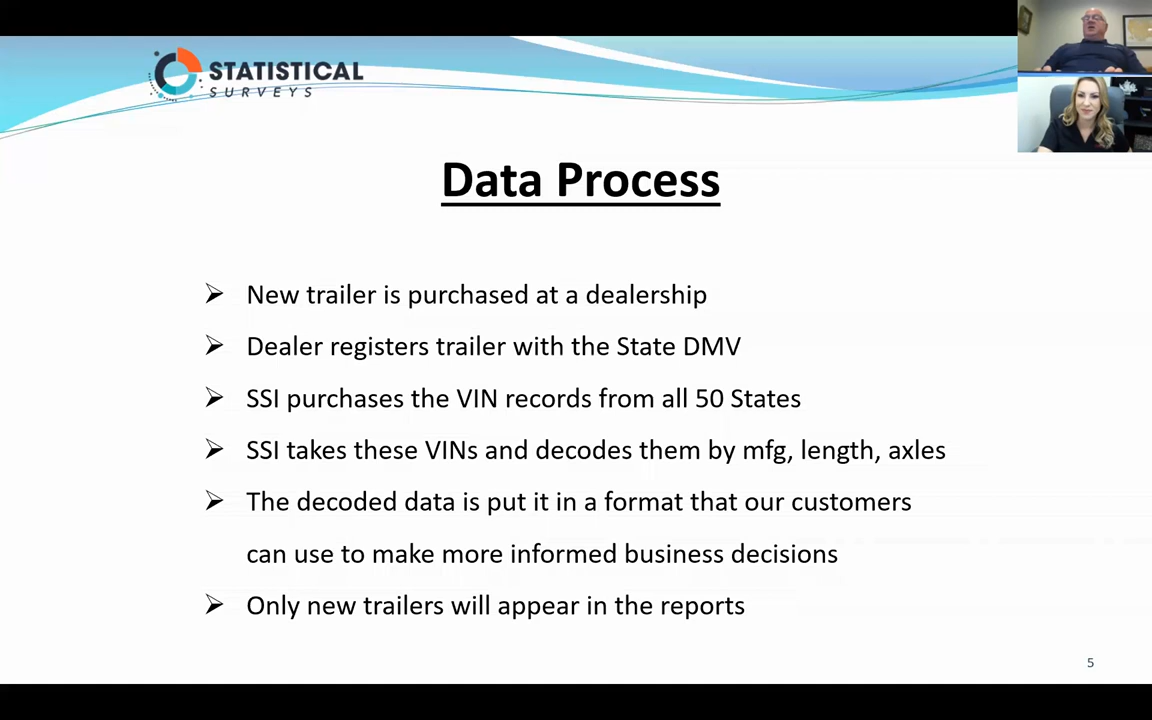 STATISTICAL
SURVEYS
Data Process
➢ New trailer is purchased at a dealership
➢ Dealer registers trailer with the State DMV
➢ SSI purchases the VIN records from all 50 States
➢ SSI takes these VINs and decodes them by mfg, length, axles
➢ The decoded data is put it in a format that our customers
can use to make more informed business decisions
➢ Only new trailers will appear in the reports
5